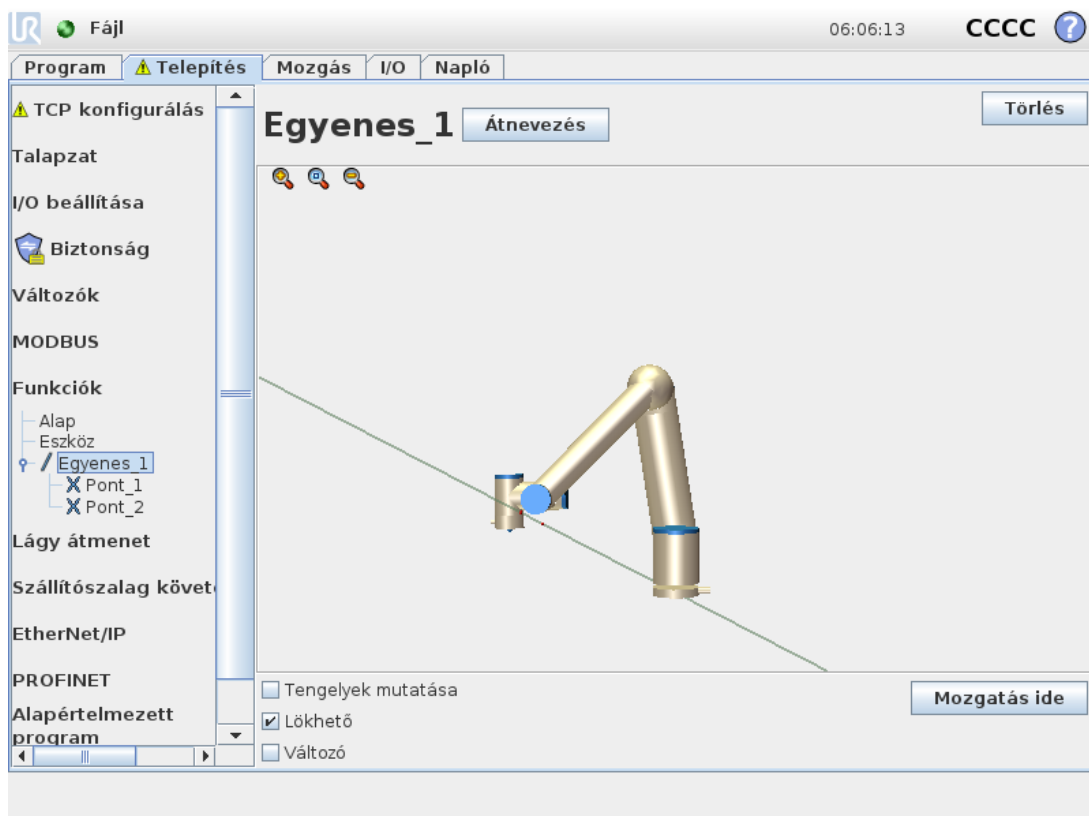 UR Fájl 06:06:13 CCCC ?
Program Telepítés Mozgás I/O Napló
TCP konfigurálás
Talapzat
I/O beállítása
Biztonság
Változók
MODBUS
Funkciók
Alap
Eszköz
Egyenes_1
Pont_1
Pont_2
Lágy átmenet
Szállítószalag követ
EtherNet/IP
PROFINET
Alapértelmezett
program
Egyenes_1 Átnevezés Törlés
Tengelyek mutatása
Lökhető
Változó
Mozgatás ide